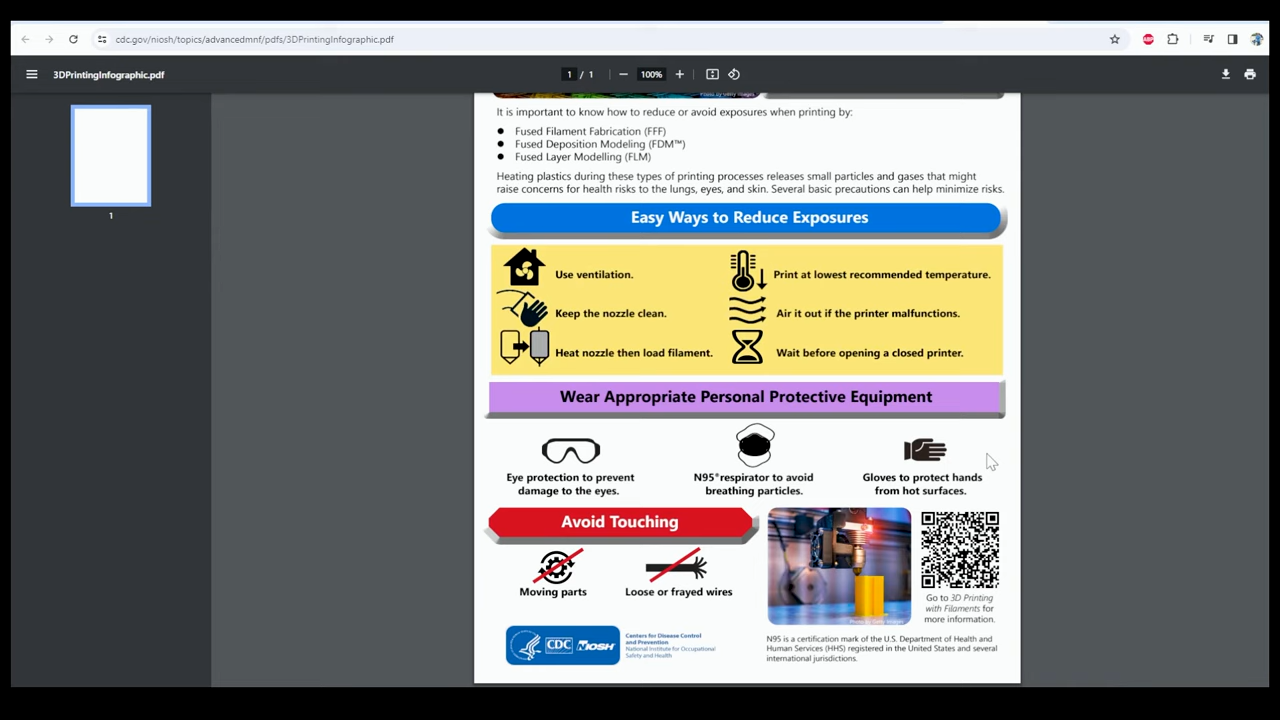 cdc.gov/niosh/topics/advancedmnf/pdfs/3DPrintingInfographic.pdf
ABP
3DPrintingInfographic.pdf
1 / 1
100%
1
Photo by Getty Images
It is important to know how to reduce or avoid exposures when printing by:
● Fused Filament Fabrication (FFF)
● Fused Deposition Modeling (FDM™)
● Fused Layer Modelling (FLM)
Heating plastics during these types of printing processes releases small particles and gases that might
raise concerns for health risks to the lungs, eyes, and skin. Several basic precautions can help minimize risks.
Easy Ways to Reduce Exposures
Use ventilation.
Print at lowest recommended temperature.
Keep the nozzle clean.
Air it out if the printer malfunctions.
Heat nozzle then load filament.
Wait before opening a closed printer.
Wear Appropriate Personal Protective Equipment
Eye protection to prevent
damage to the eyes.
N95® respirator to avoid
breathing particles.
Gloves to protect hands
from hot surfaces.
Avoid Touching
Moving parts
Loose or frayed wires
Photo by Getty Images
Go to 3D Printing
with Filaments for
more information.
CDC NIOSH
Centers for Disease Control
and Prevention
National Institute for Occupational
Safety and Health
N95 is a certification mark of the U.S. Department of Health and
Human Services (HHS) registered in the United States and several
international jurisdictions.